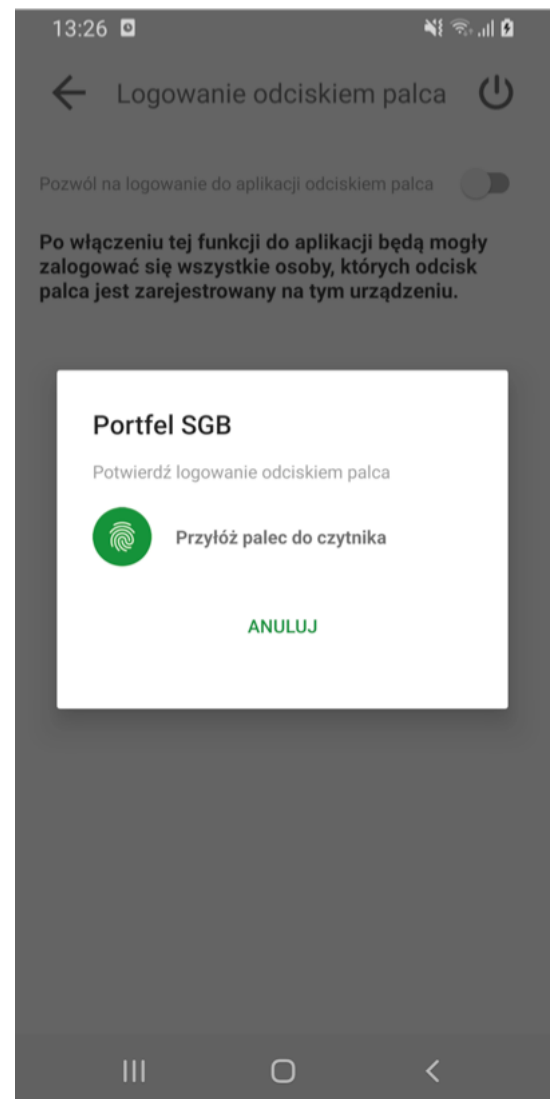 13:26
Logowanie odciskiem palca
Pozwól na logowanie do aplikacji odciskiem palca
Po włączeniu tej funkcji do aplikacji będą mogły
zalogować się wszystkie osoby, których odcisk
palca jest zarejestrowany na tym urządzeniu.
Portfel SGB
Potwierdź logowanie odciskiem palca
Przyłóż palec do czytnika
ANULUJ